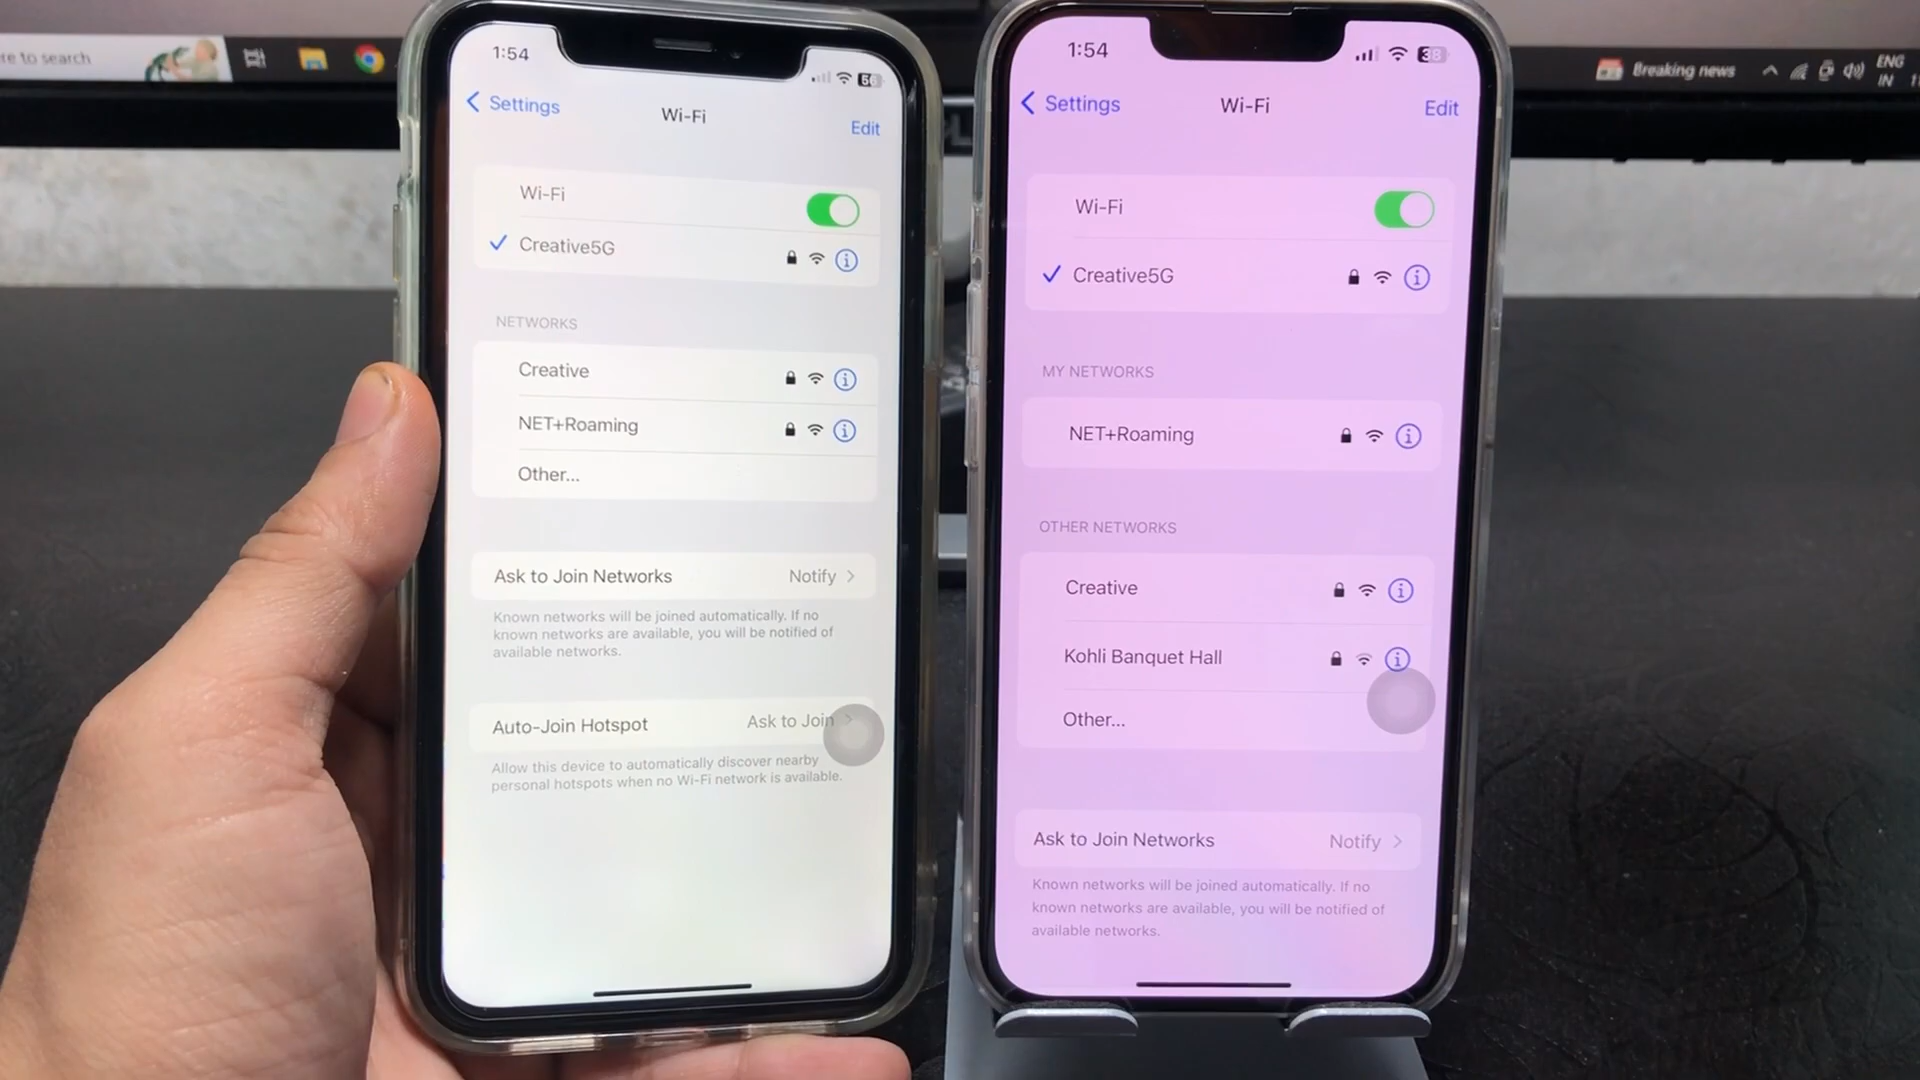 re to search
Breaking news
ENG
IN
1:54
56
Settings
Wi-Fi
Edit
Wi-Fi
Creative5G
NETWORKS
Creative
NET+Roaming
Other...
Ask to Join Networks Notify
Known networks will be joined automatically. If no
known networks are available, you will be notified of
available networks.
Auto-Join Hotspot Ask to Join
Allow this device to automatically discover nearby
personal hotspots when no Wi-Fi network is available.
1:54
38
Settings
Wi-Fi
Edit
Wi-Fi
Creative5G
MY NETWORKS
NET+Roaming
OTHER NETWORKS
Creative
Kohli Banquet Hall
Other...
Ask to Join Networks Notify
Known networks will be joined automatically. If no
known networks are available, you will be notified of
available networks.